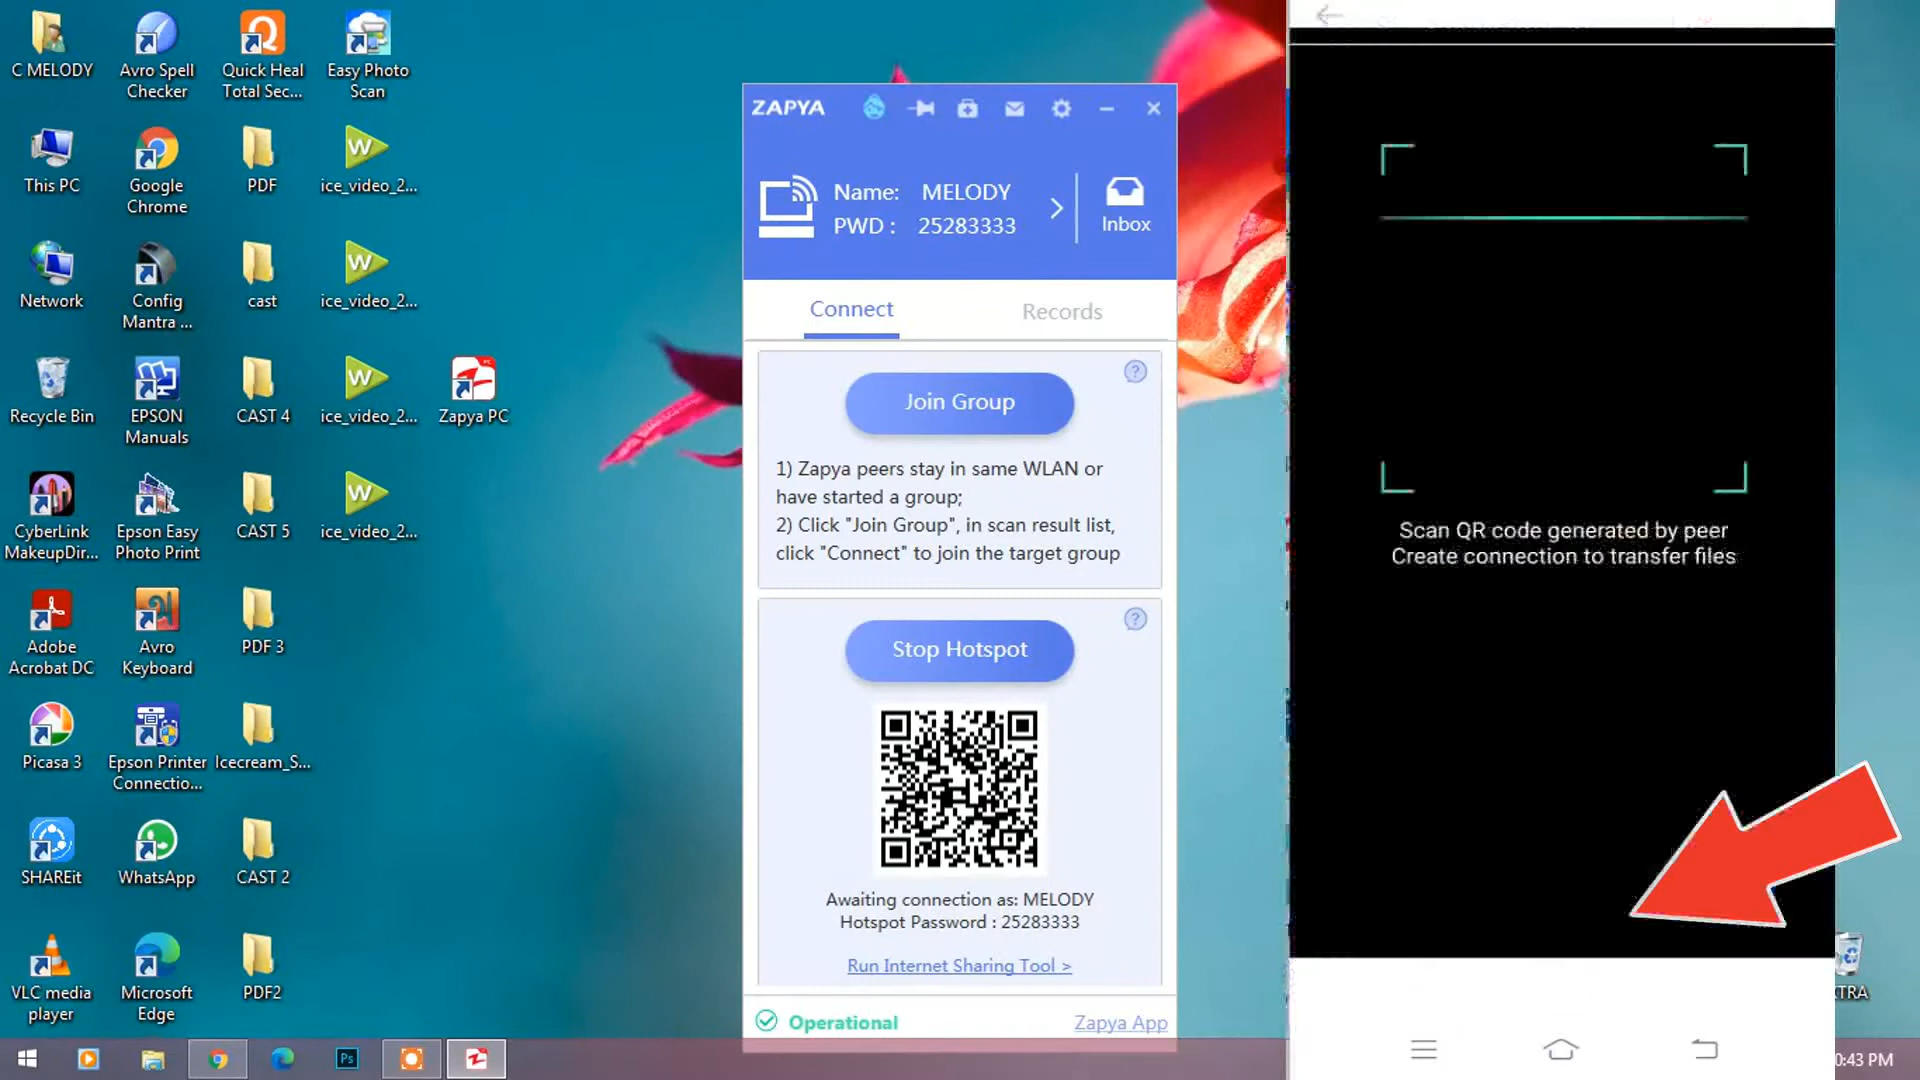 C MELODY
Avro Spell
Checker
Quick Heal
Total Sec...
Easy Photo
Scan
This PC
Google
Chrome
PDF
ice_video_2...
Network
Config
Mantra ...
cast
ice_video_2...
Recycle Bin
EPSON
Manuals
CAST 4
ice_video_2...
Zapya PC
CyberLink
MakeupDir...
Epson Easy
Photo Print
CAST 5
ice_video_2...
Adobe
Acrobat DC
Avro
Keyboard
PDF 3
Picasa 3
Epson Printer
Connectio...
Icecream_S...
SHAREit
WhatsApp
CAST 2
VLC media
player
Microsoft
Edge
PDF2
ZAPYA
Name: MELODY
PWD : 25283333
Inbox
Connect
Records
Join Group
1) Zapya peers stay in same WLAN or
have started a group;
2) Click "Join Group", in scan result list,
click "Connect" to join the target group
Stop Hotspot
Awaiting connection as: MELODY
Hotspot Password : 25283333
Run Internet Sharing Tool >
Operational
Zapya App
Scan QR code generated by peer
Create connection to transfer files
TRA
0:43 PM